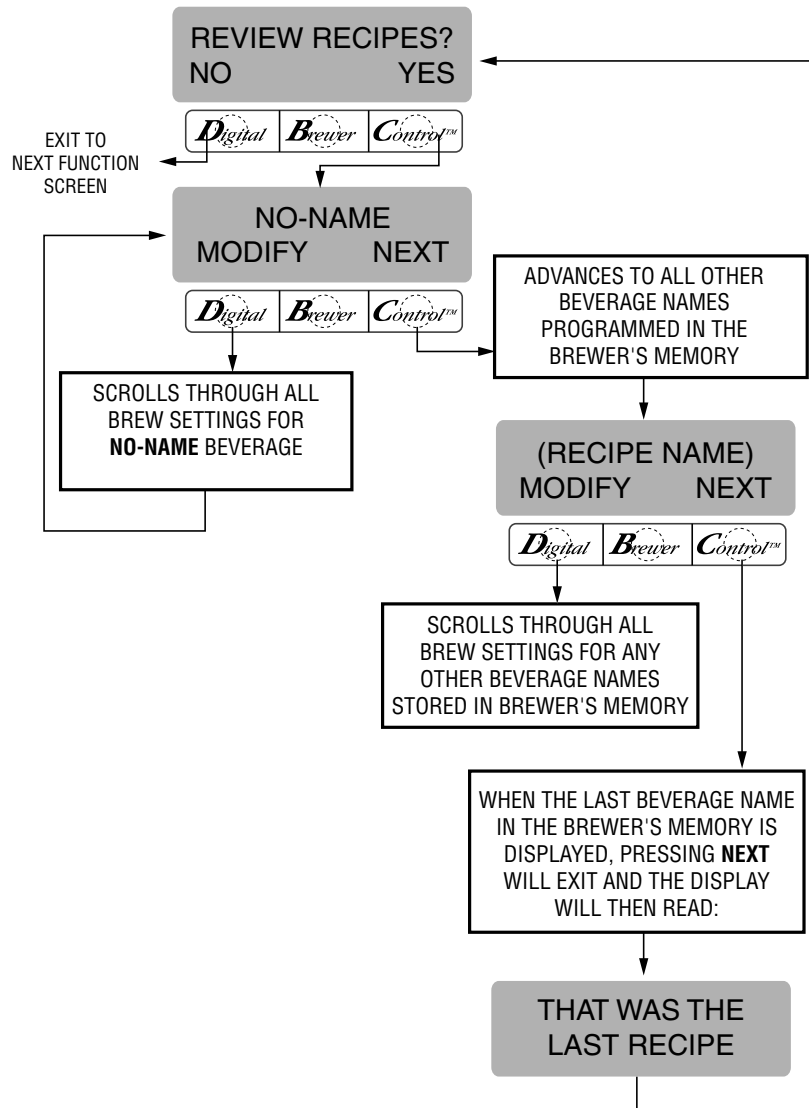 REVIEW RECIPES?
NO YES
Digital Brewer Control™
EXIT TO
NEXT FUNCTION
SCREEN
NO-NAME
MODIFY NEXT
Digital Brewer Control™
SCROLLS THROUGH ALL
BREW SETTINGS FOR
NO-NAME BEVERAGE
ADVANCES TO ALL OTHER
BEVERAGE NAMES
PROGRAMMED IN THE
BREWER'S MEMORY
(RECIPE NAME)
MODIFY NEXT
Digital Brewer Control™
SCROLLS THROUGH ALL
BREW SETTINGS FOR ANY
OTHER BEVERAGE NAMES
STORED IN BREWER'S MEMORY
WHEN THE LAST BEVERAGE NAME
IN THE BREWER'S MEMORY IS
DISPLAYED, PRESSING NEXT
WILL EXIT AND THE DISPLAY
WILL THEN READ:
THAT WAS THE
LAST RECIPE